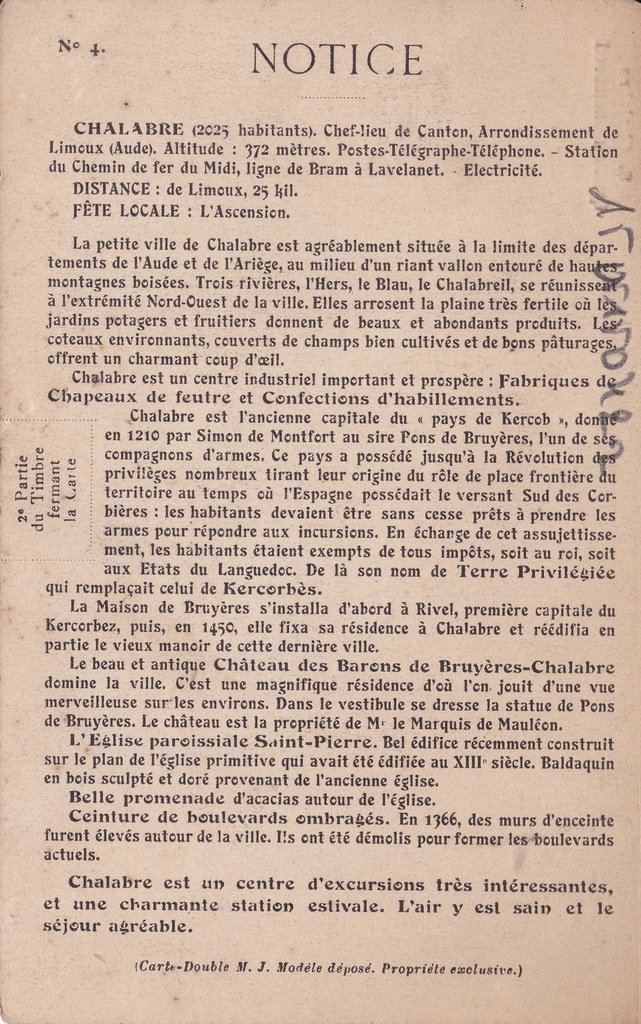 N° 4.
NOTICE
CHALABRE (2025 habitants). Chef-lieu de Canton, Arrondissement de
Limoux (Aude). Altitude : 372 mètres. Postes-Télégraphe-Téléphone. - Station
du Chemin de fer du Midi, ligne de Bram à Lavelanet. - Electricité.
DISTANCE : de Limoux, 25 kil.
FÊTE LOCALE : L'Ascension.
La petite ville de Chalabre est agréablement située à la limite des dépar-
tements de l'Aude et de l'Ariége, au milieu d'un riant vallon entouré de hautes
montagnes boisées. Trois rivières, l'Hers, le Blau, le Chalabreil, se réunissent
à l'extrémité Nord-Ouest de la ville. Elles arrosent la plaine très fertile où les
jardins potagers et fruitiers donnent de beaux et abondants produits. Les
coteaux environnants, couverts de champs bien cultivés et de bons pâturages,
offrent un charmant coup d'œil.
Chalabre est un centre industriel important et prospère : Fabriques de
Chapeaux de feutre et Confections d'habillements.
Chalabre est l'ancienne capitale du « pays de Kercob », donné
en 1210 par Simon de Montfort au sire Pons de Bruyères, l'un de ses
compagnons d'armes. Ce pays a possédé jusqu'à la Révolution des
privilèges nombreux tirant leur origine du rôle de place frontière du
territoire au temps où l'Espagne possédait le versant Sud des Cor-
bières : les habitants devaient être sans cesse prêts à prendre les
armes pour répondre aux incursions. En échange de cet assujettisse-
ment, les habitants étaient exempts de tous impôts, soit au roi, soit
aux Etats du Languedoc. De là son nom de Terre Privilégiée
qui remplaçait celui de Kercorbès.
2e Partie
du Timbre
fermant
la Carte
La Maison de Bruyères s'installa d'abord à Rivel, première capitale du
Kercorbez, puis, en 1450, elle fixa sa résidence à Chalabre et réédifia en
partie le vieux manoir de cette dernière ville.
Le beau et antique Château des Barons de Bruyères-Chalabre
domine la ville. C'est une magnifique résidence d'où l'on jouit d'une vue
merveilleuse sur les environs. Dans le vestibule se dresse la statue de Pons
de Bruyères. Le château est la propriété de Mr le Marquis de Mauléon.
L'Eglise paroissiale Saint-Pierre. Bel édifice récemment construit
sur le plan de l'église primitive qui avait été édifiée au XIIIe siècle. Baldaquin
en bois sculpté et doré provenant de l'ancienne église.
Belle promenade d'acacias autour de l'église.
Ceinture de boulevards ombragés. En 1366, des murs d'enceinte
furent élevés autour de la ville. Ils ont été démolis pour former les boulevards
actuels.
Chalabre est un centre d'excursions très intéressantes,
et une charmante station estivale. L'air y est sain et le
séjour agréable.
(Carte-Double M. J. Modèle déposé. Propriéte exclusive.)